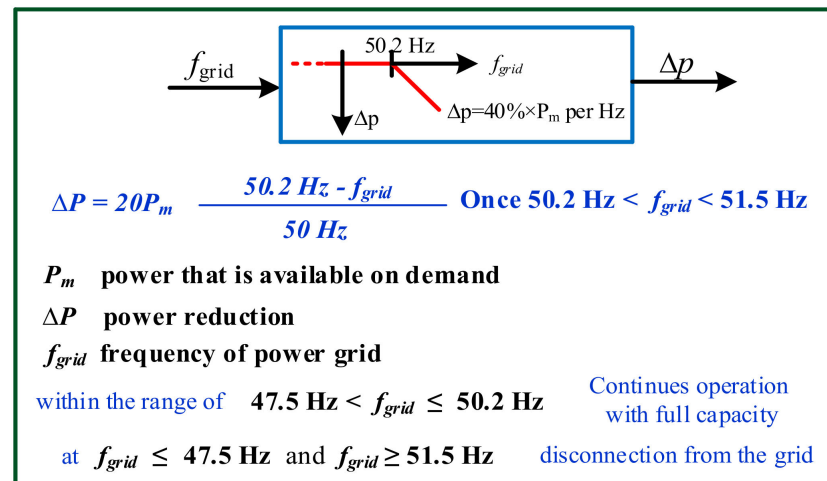 50.2 Hz
f_grid
f_grid
Δp
Δp
Δp=40%×P_m per Hz
ΔP = 20P_m (50.2 Hz - f_grid) / (50 Hz) Once 50.2 Hz < f_grid < 51.5 Hz
P_m power that is available on demand
ΔP power reduction
f_grid frequency of power grid
within the range of 47.5 Hz < f_grid ≤ 50.2 Hz Continues operation
with full capacity
at f_grid ≤ 47.5 Hz and f_grid ≥ 51.5 Hz disconnection from the grid